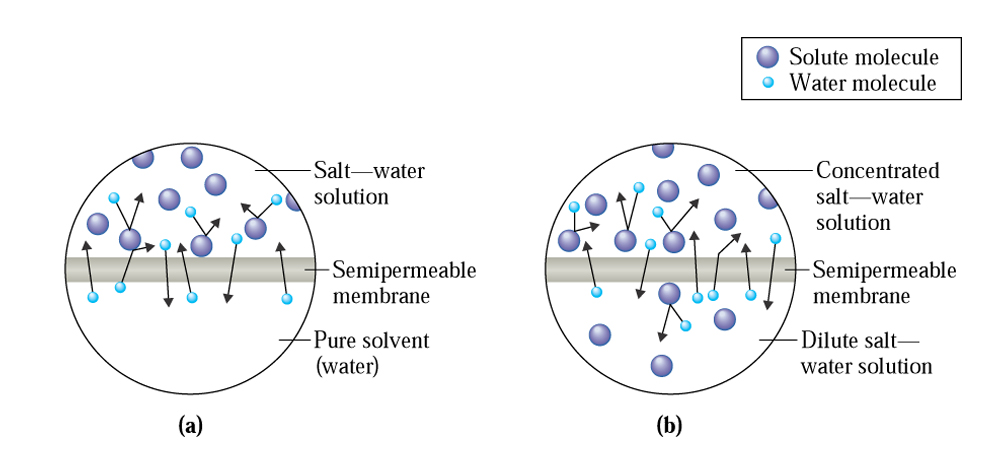 Solute molecule
Water molecule
Salt—water
solution
Semipermeable
membrane
Pure solvent
(water)
(a)
Concentrated
salt—water
solution
Semipermeable
membrane
Dilute salt—
water solution
(b)